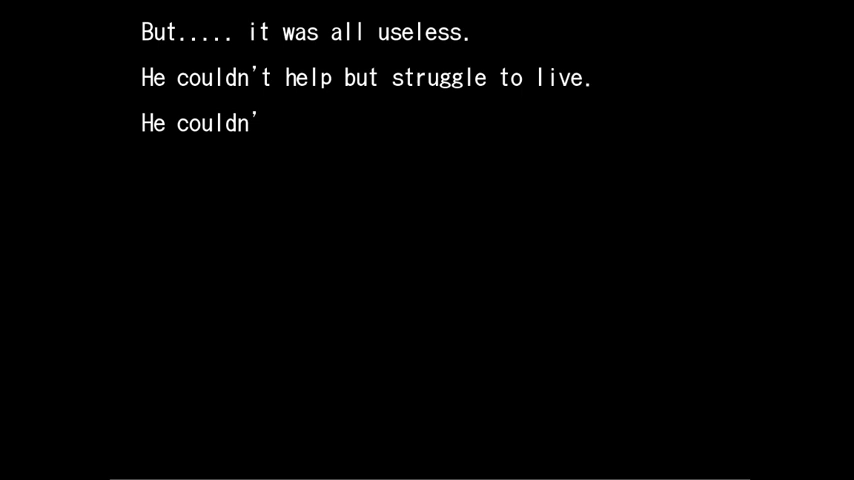 But..... it was all useless.
He couldn't help but struggle to live.
He couldn'